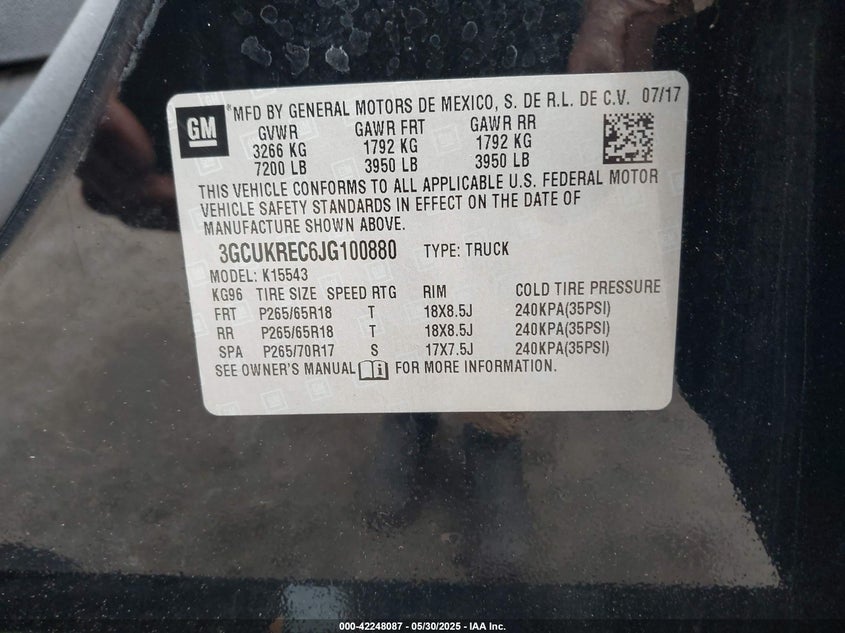 GM ® MFD BY GENERAL MOTORS DE MEXICO, S. DE R.L. DE C.V. 07/17
GVWR GAWR FRT GAWR RR
3266 KG 1792 KG 1792 KG
7200 LB 3950 LB 3950 LB
THIS VEHICLE CONFORMS TO ALL APPLICABLE U.S. FEDERAL MOTOR
VEHICLE SAFETY STANDARDS IN EFFECT ON THE DATE OF
MANUFACTURE SHOWN ABOVE.
3GCUKREC6JG100880 TYPE: TRUCK
MODEL: K15543
KG96 TIRE SIZE SPEED RTG RIM COLD TIRE PRESSURE
FRT P265/65R18 T 18X8.5J 240KPA(35PSI)
RR P265/65R18 T 18X8.5J 240KPA(35PSI)
SPA P265/70R17 S 17X7.5J 240KPA(35PSI)
SEE OWNER'S MANUAL FOR MORE INFORMATION.
000-42248087 - 05/30/2025 - IAA Inc.